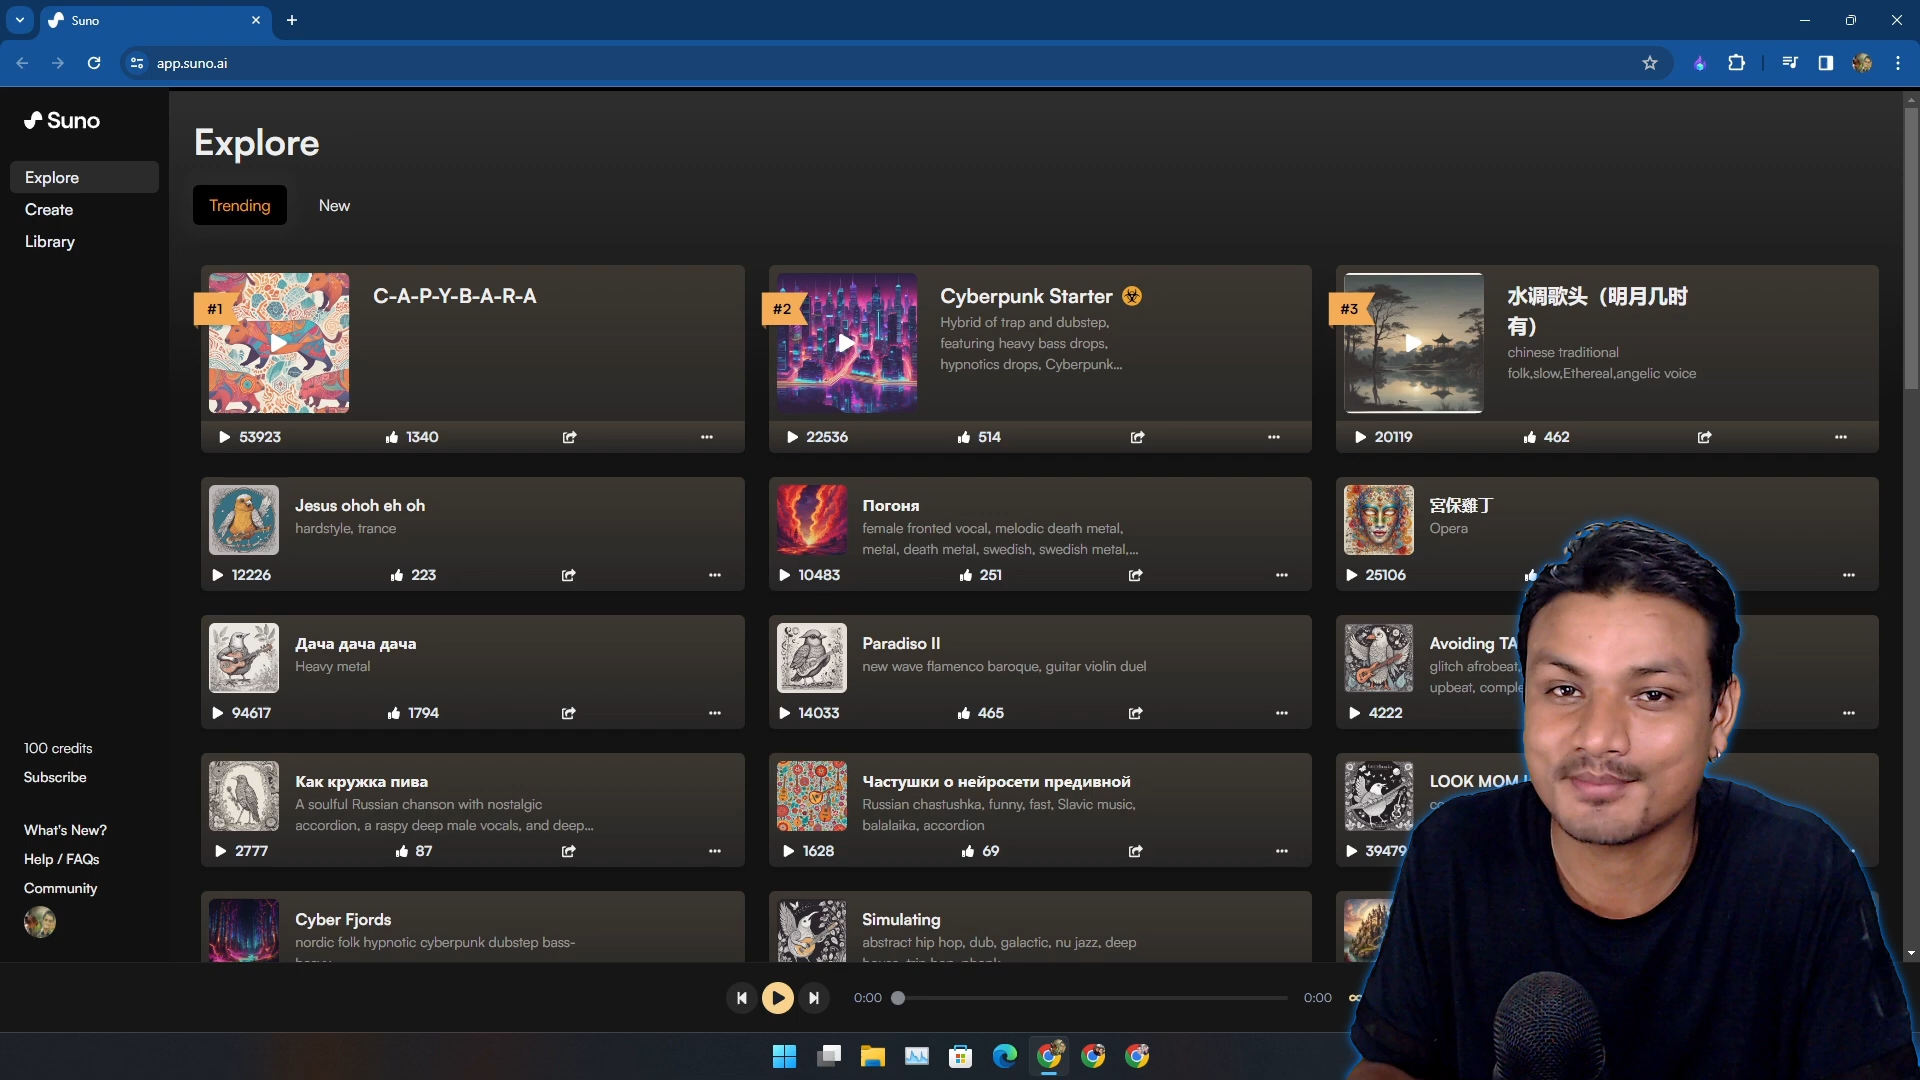 Suno
app.suno.ai
Suno
Explore
Create
Library
100 credits
Subscribe
What's New?
Help / FAQs
Community
Explore
Trending
New
#1
C-A-P-Y-B-A-R-A
53923
1340
#2
Cyberpunk Starter
Hybrid of trap and dubstep,
featuring heavy bass drops,
hypnotics drops, Cyberpunk...
22536
514
#3
水调歌头（明月几时
有）
chinese traditional
folk,slow,Ethereal,angelic voice
20119
462
Jesus ohoh eh oh
hardstyle, trance
12226
223
Погоня
female fronted vocal, melodic death metal,
metal, death metal, swedish, swedish metal,...
10483
251
宮保雞丁
Opera
25106
Дача дача дача
Heavy metal
94617
1794
Paradiso II
new wave flamenco baroque, guitar violin duel
14033
465
Avoiding TA
glitch afrobeat,
upbeat, comple
4222
Как кружка пива
A soulful Russian chanson with nostalgic
accordion, a raspy deep male vocals, and deep...
2777
87
Частушки о нейросети предивной
Russian chastushka, funny, fast, Slavic music,
balalaika, accordion
1628
69
LOOK MOM
39479
Cyber Fjords
nordic folk hypnotic cyberpunk dubstep bass-
Simulating
abstract hip hop, dub, galactic, nu jazz, deep
0:00
0:00